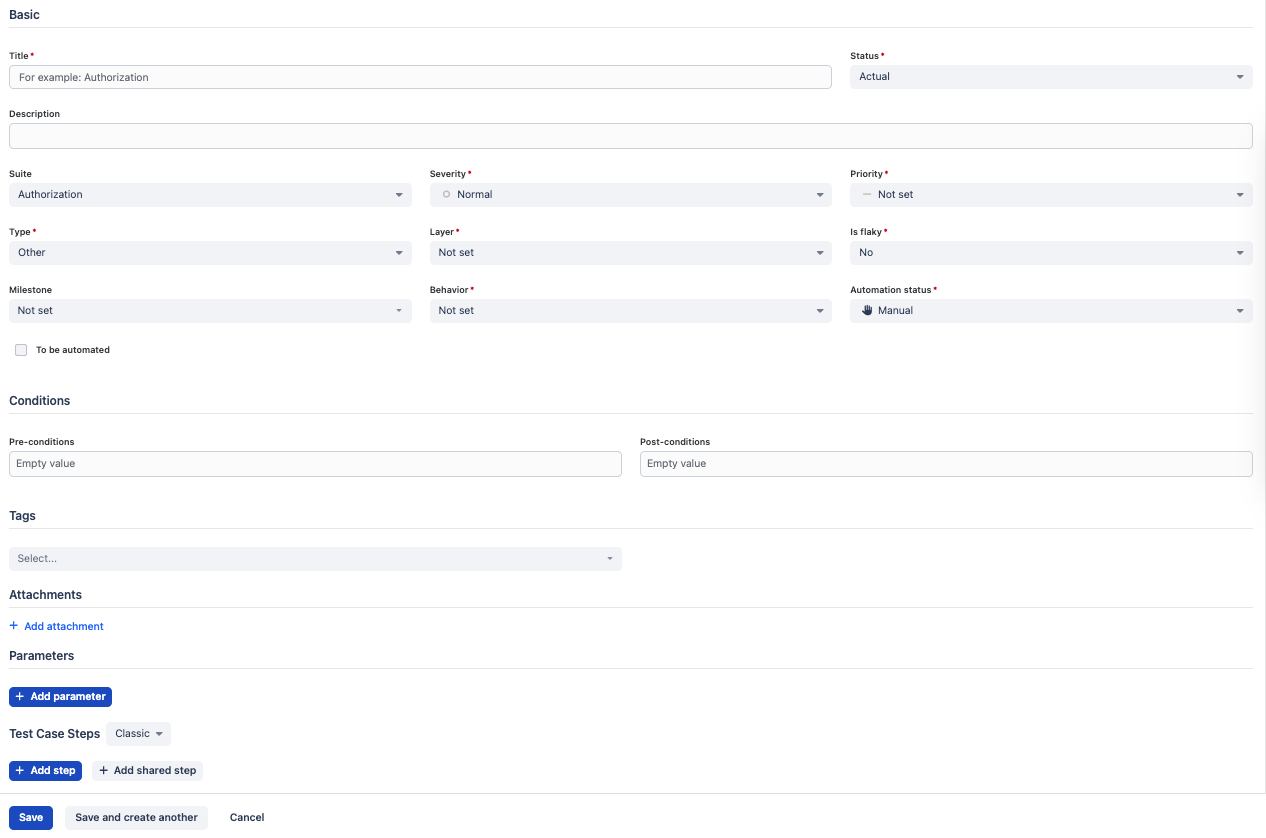 Basic
Title*
Status*
For example: Authorization
Actual
Description
Suite
Severity*
Priority*
Authorization
Normal
Not set
Type*
Layer*
Is flaky*
Other
Not set
No
Milestone
Behavior*
Automation status*
Not set
Not set
Manual
To be automated
Conditions
Pre-conditions
Post-conditions
Empty value
Empty value
Tags
Select...
Attachments
+ Add attachment
Parameters
+ Add parameter
Test Case Steps
Classic
+ Add step
+ Add shared step
Save
Save and create another
Cancel